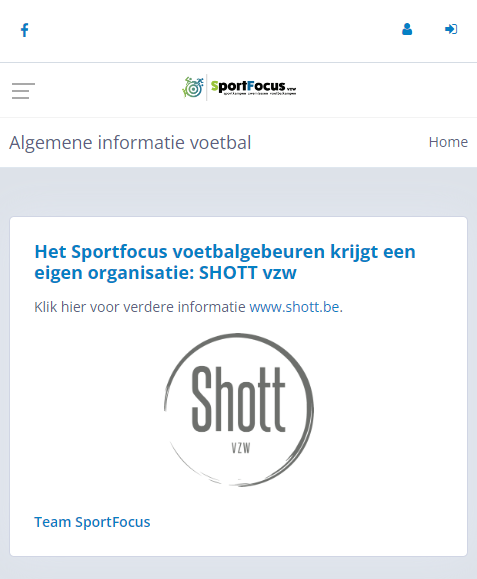 SportFocus vzw
Algemene informatie voetbal
Home
Het Sportfocus voetbalgebeuren krijgt een
eigen organisatie: SHOTT vzw
Klik hier voor verdere informatie www.shott.be.
Shott
VZW
Team SportFocus